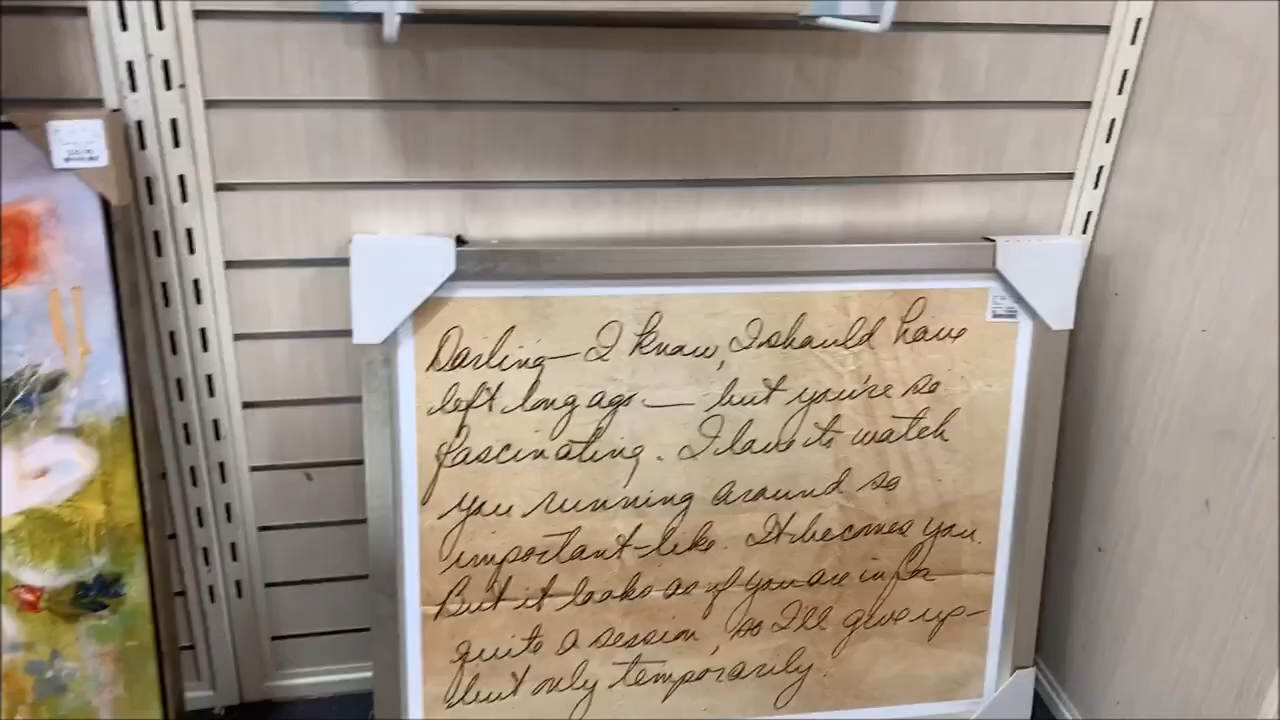 Darling — I know, I should have
left long ago — but you're so
fascinating. I love to watch
you running around so
important-like. It becomes you.
But it looks as if you are in for
quite a session, so I'll give up —
but only temporarily.